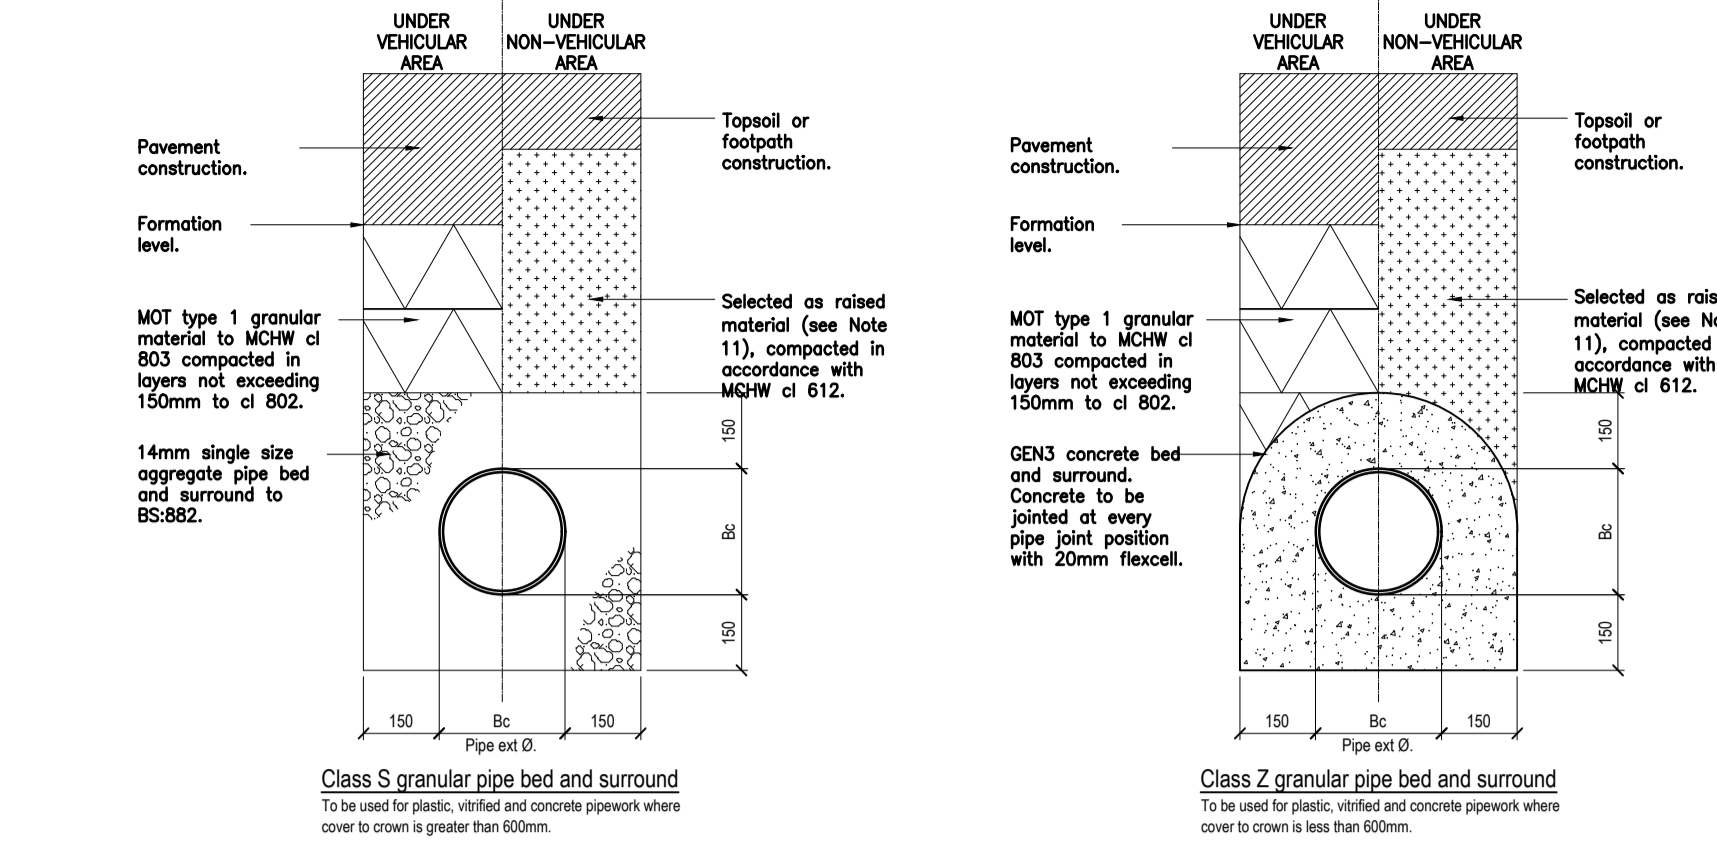 UNDER
VEHICULAR
AREA
UNDER
NON-VEHICULAR
AREA
Pavement
construction.
Formation
level.
MOT type 1 granular
material to MCHW cl
803 compacted in
layers not exceeding
150mm to cl 802.
14mm single size
aggregate pipe bed
and surround to
BS:882.
Topsoil or
footpath
construction.
Selected as raised
material (see Note
11), compacted in
accordance with
MCHW cl 612.
150
Bc
150
150
Bc
150
Pipe ext Ø.
Class S granular pipe bed and surround
To be used for plastic, vitrified and concrete pipework where
cover to crown is greater than 600mm.
UNDER
VEHICULAR
AREA
UNDER
NON-VEHICULAR
AREA
Pavement
construction.
Formation
level.
MOT type 1 granular
material to MCHW cl
803 compacted in
layers not exceeding
150mm to cl 802.
GEN3 concrete bed
and surround.
Concrete to be
jointed at every
pipe joint position
with 20mm flexcell.
Topsoil or
footpath
construction.
Selected as
material (see
11), compacted
accordance with
MCHW cl 612.
150
Bc
150
150
Bc
150
Pipe ext Ø.
Class Z granular pipe bed and surround
To be used for plastic, vitrified and concrete pipework where
cover to crown is less than 600mm.